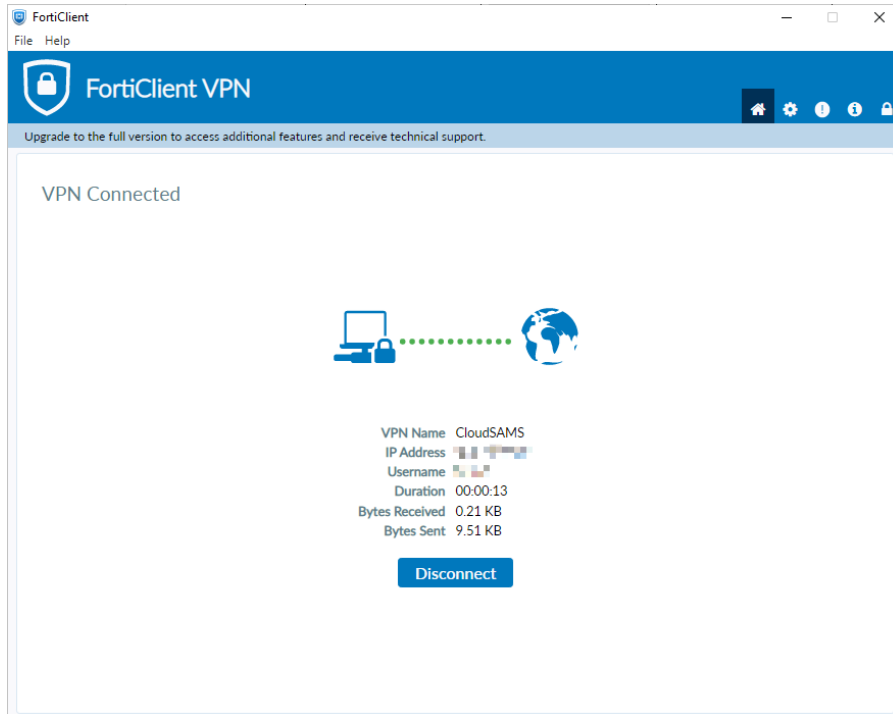 FortiClient
File Help
FortiClient VPN
Upgrade to the full version to access additional features and receive technical support.
VPN Connected
VPN Name CloudSAMS
IP Address
Username
Duration 00:00:13
Bytes Received 0.21 KB
Bytes Sent 9.51 KB
Disconnect